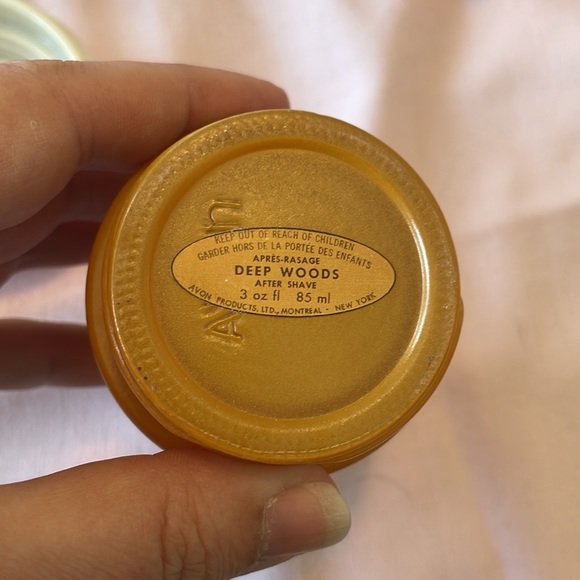 KEEP OUT OF REACH OF CHILDREN
GARDER HORS DE LA PORTÉE DES ENFANTS
APRÈS-RASAGE
DEEP WOODS
AFTER SHAVE
3 oz fl 85 ml
AVON PRODUCTS, LTD., MONTREAL - NEW YORK